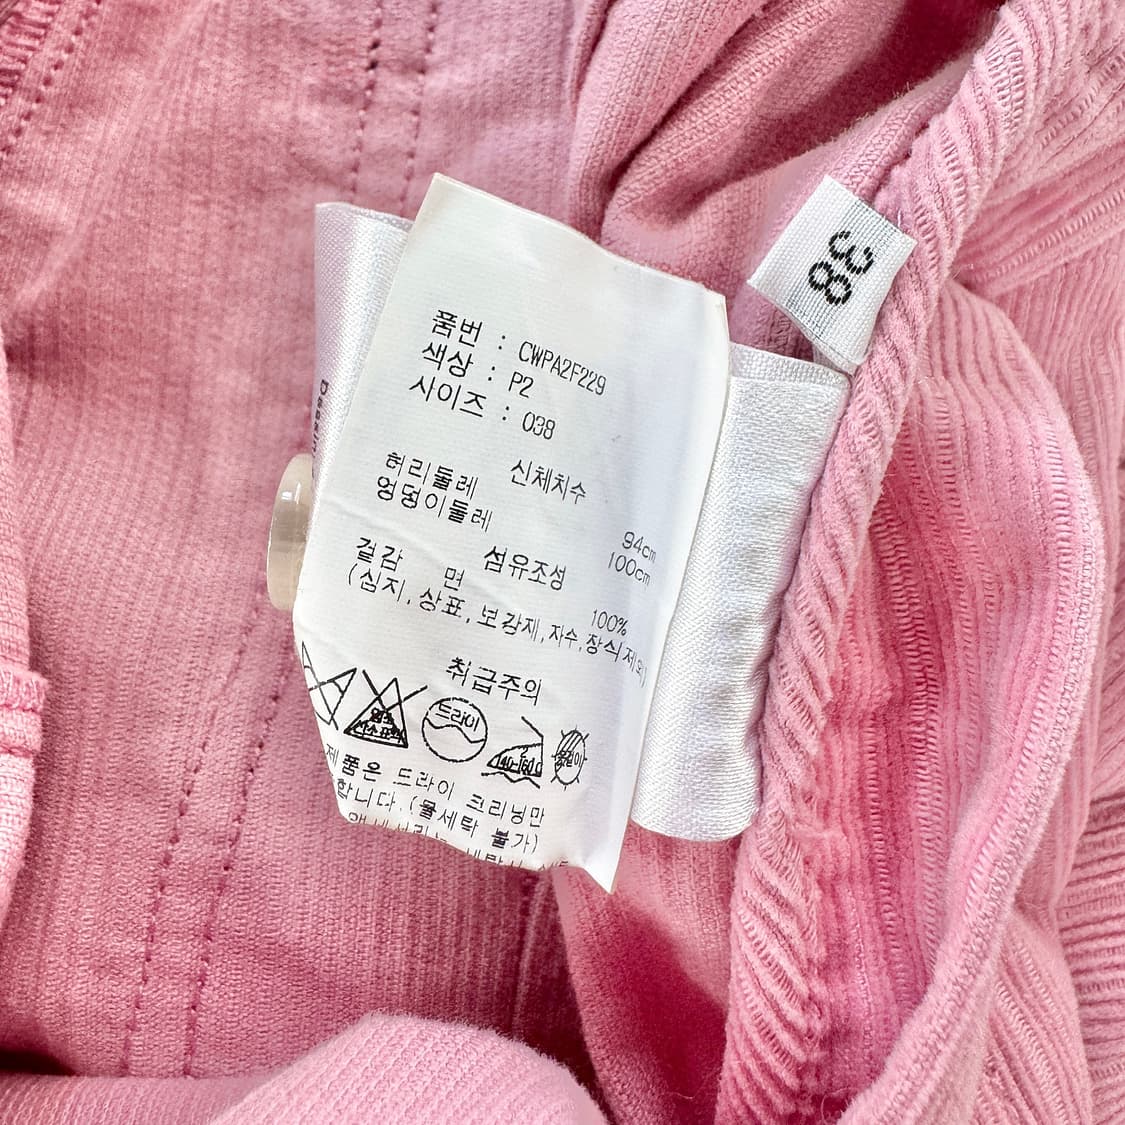 품번 : CWPA2F229
색상 : P2
사이즈 : 038
신체치수
허리둘레 94cm
엉덩이둘레 100cm
섬유조성
겉감 면 100%
(심지,상표,보강재,자수,장식제외)
취급주의
드라이
140~160℃
제품은 드라이 크리닝만
합니다.(물세탁 불가)
38